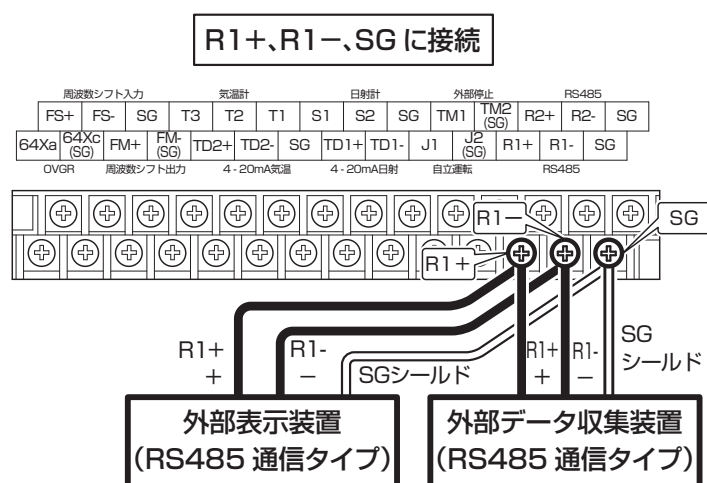 R1+、R1−、SG に接続
周波数シフト入力 気温計 日射計 外部停止 RS485
FS+ FS- SG T3 T2 T1 S1 S2 SG TM1 TM2 (SG) R2+ R2- SG
64Xa 64Xc (SG) FM+ FM- (SG) TD2+ TD2- SG TD1+ TD1- J1 J2 (SG) R1+ R1- SG
OVGR 周波数シフト出力 4-20mA気温 4-20mA日射 自立運転 RS485
R1− SG
R1+
R1+ R1- SGシールド R1+ R1- SG
シールド
+ − + −
外部表示装置
(RS485 通信タイプ)
外部データ収集装置
(RS485 通信タイプ)